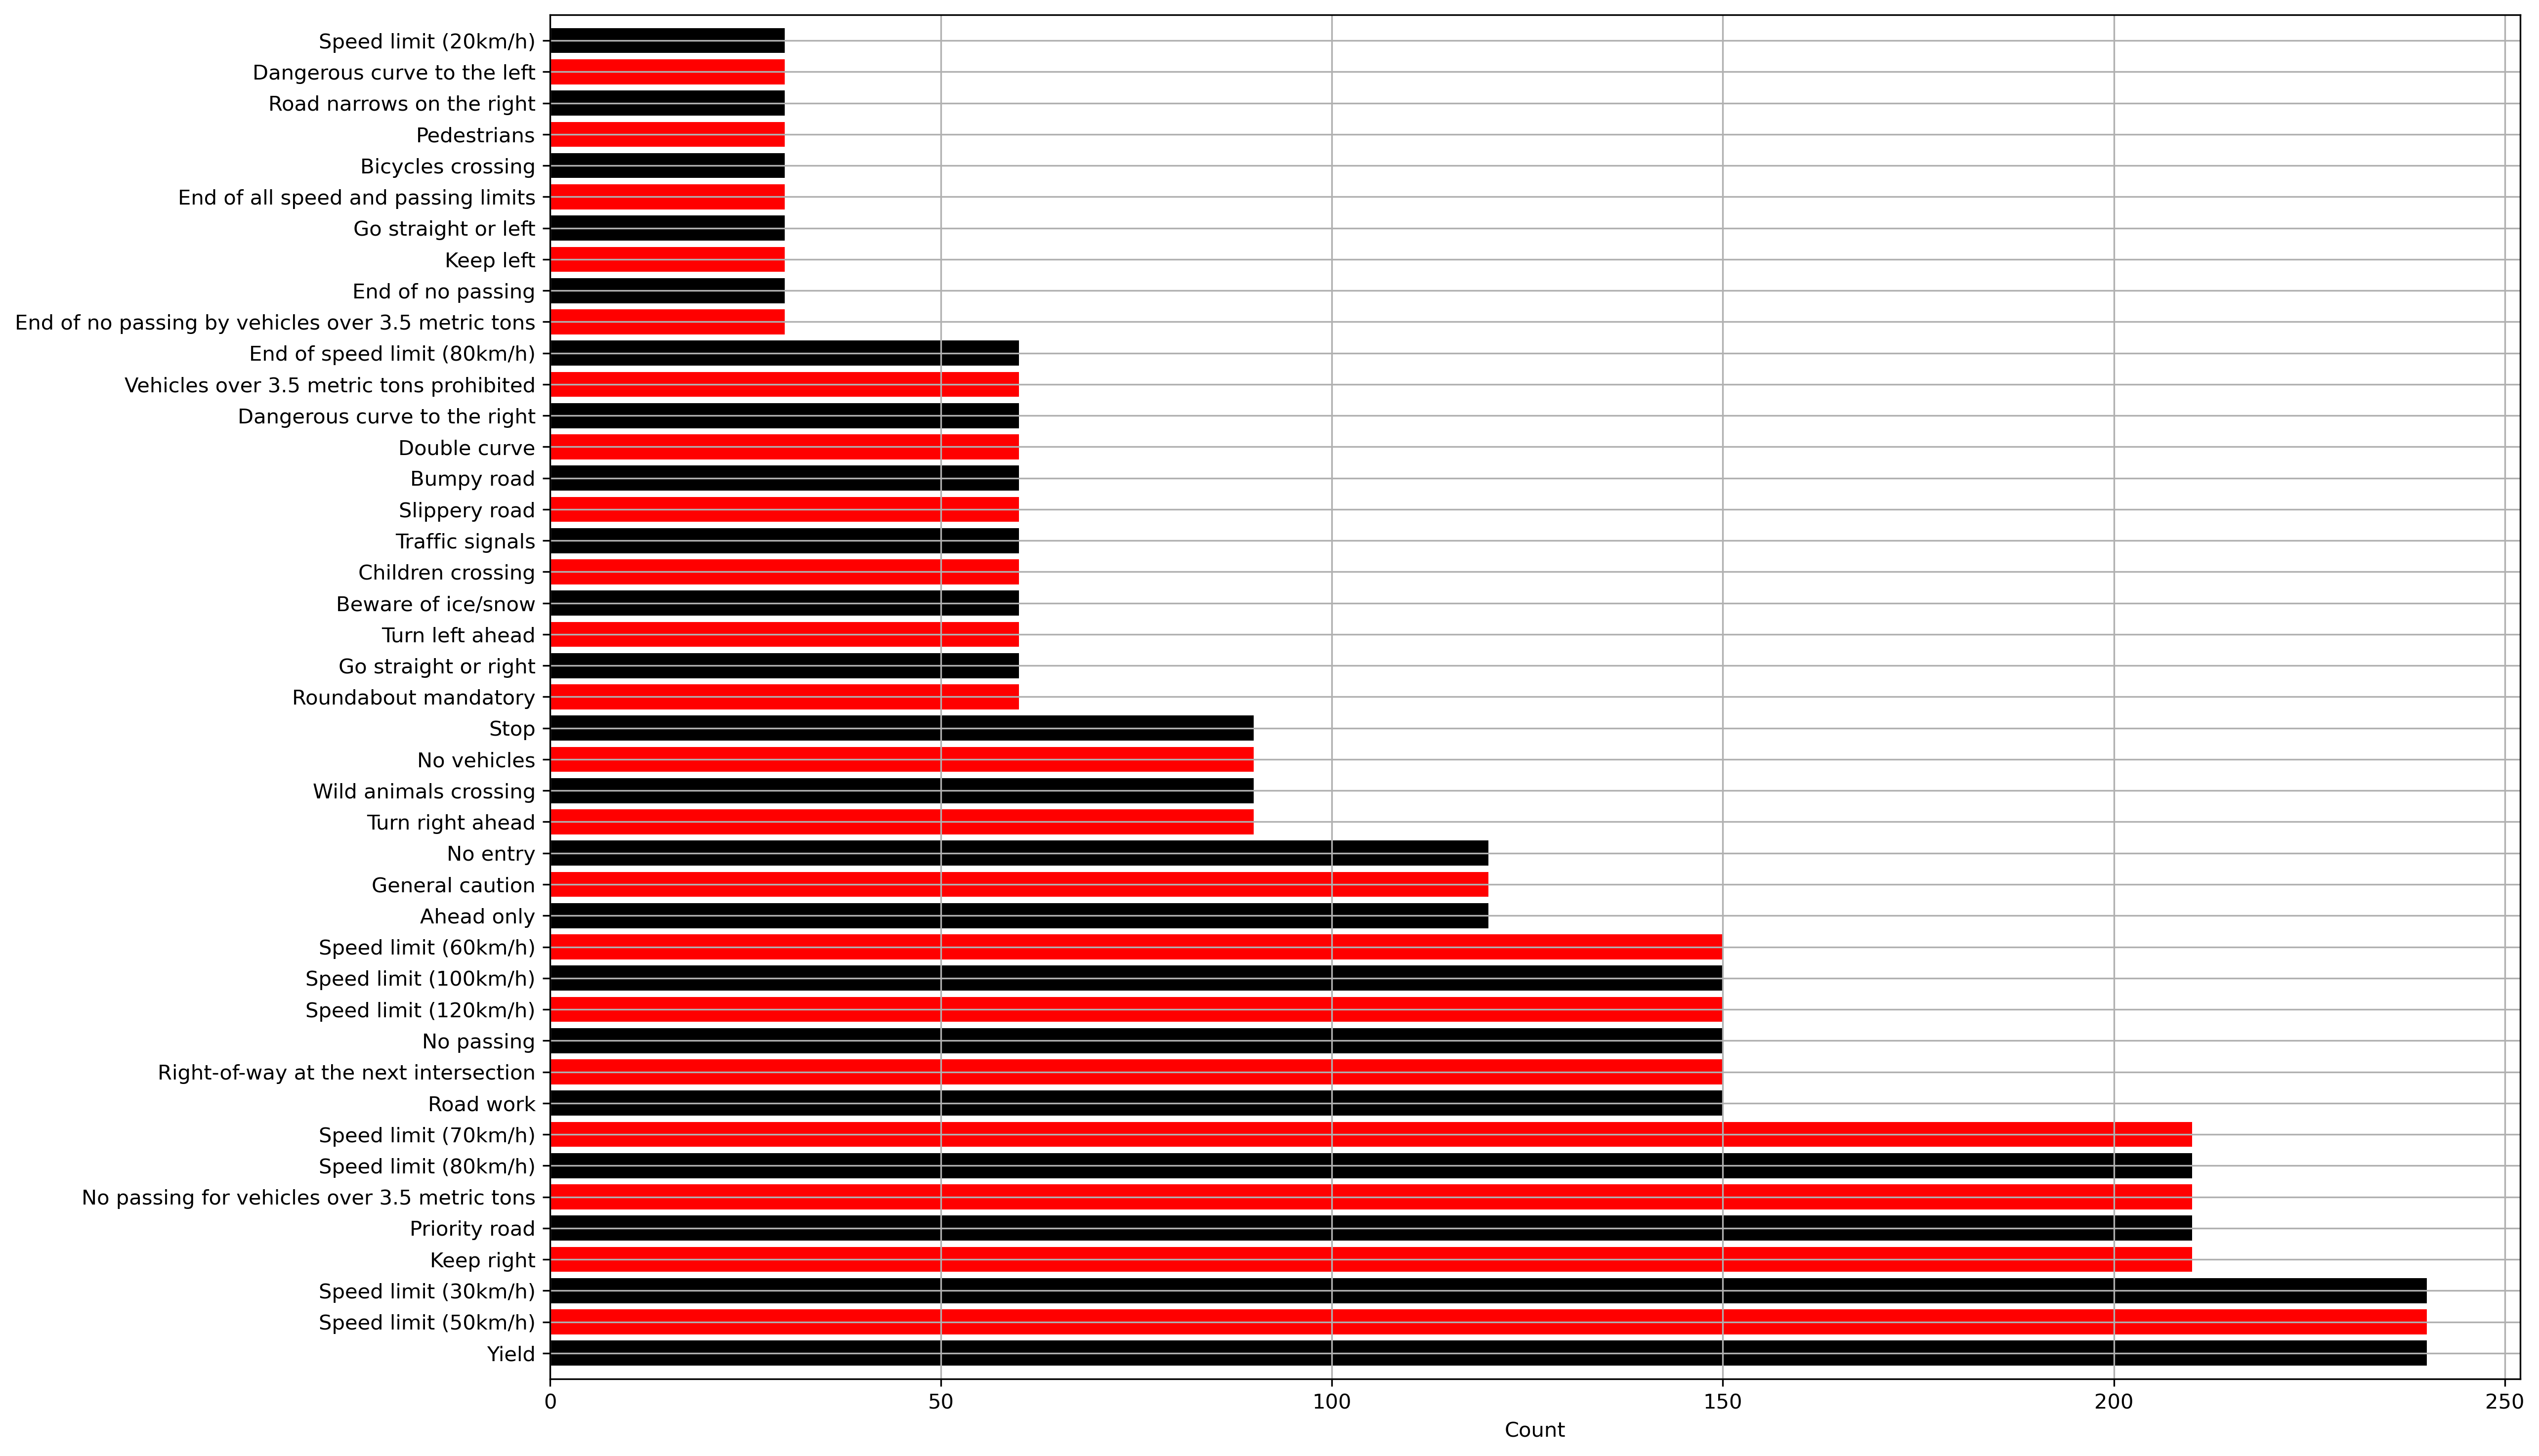 Speed limit (20km/h)
Dangerous curve to the left
Road narrows on the right
Pedestrians
Bicycles crossing
End of all speed and passing limits
Go straight or left
Keep left
End of no passing
End of no passing by vehicles over 3.5 metric tons
End of speed limit (80km/h)
Vehicles over 3.5 metric tons prohibited
Dangerous curve to the right
Double curve
Bumpy road
Slippery road
Traffic signals
Children crossing
Beware of ice/snow
Turn left ahead
Go straight or right
Roundabout mandatory
Stop
No vehicles
Wild animals crossing
Turn right ahead
No entry
General caution
Ahead only
Speed limit (60km/h)
Speed limit (100km/h)
Speed limit (120km/h)
No passing
Right-of-way at the next intersection
Road work
Speed limit (70km/h)
Speed limit (80km/h)
No passing for vehicles over 3.5 metric tons
Priority road
Keep right
Speed limit (30km/h)
Speed limit (50km/h)
Yield
0 50 100 150 200 250
Count